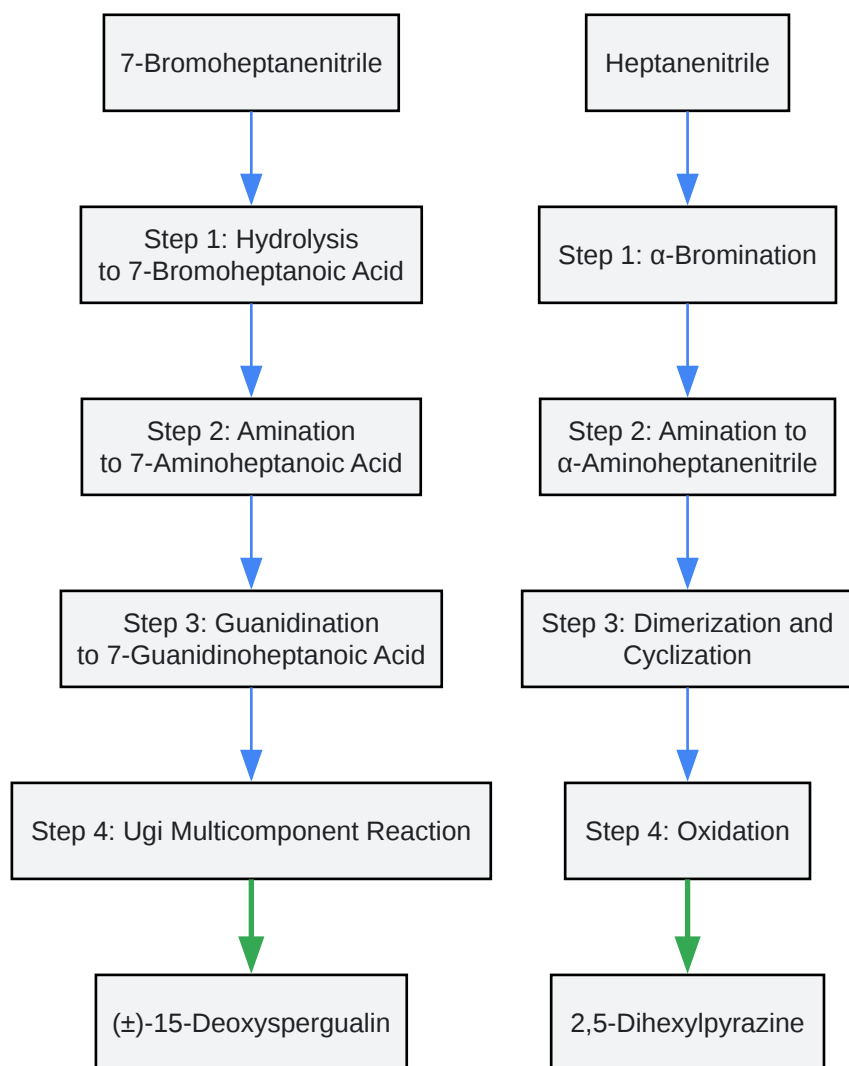 7-Bromoheptanenitrile
Step 1: Hydrolysis
to 7-Bromoheptanoic Acid
Step 2: Amination
to 7-Aminoheptanoic Acid
Step 3: Guanidination
to 7-Guanidinoheptanoic Acid
Step 4: Ugi Multicomponent Reaction
(±)-15-Deoxyspergualin
Heptanenitrile
Step 1: α-Bromination
Step 2: Amination to
α-Aminoheptanenitrile
Step 3: Dimerization and
Cyclization
Step 4: Oxidation
2,5-Dihexylpyrazine